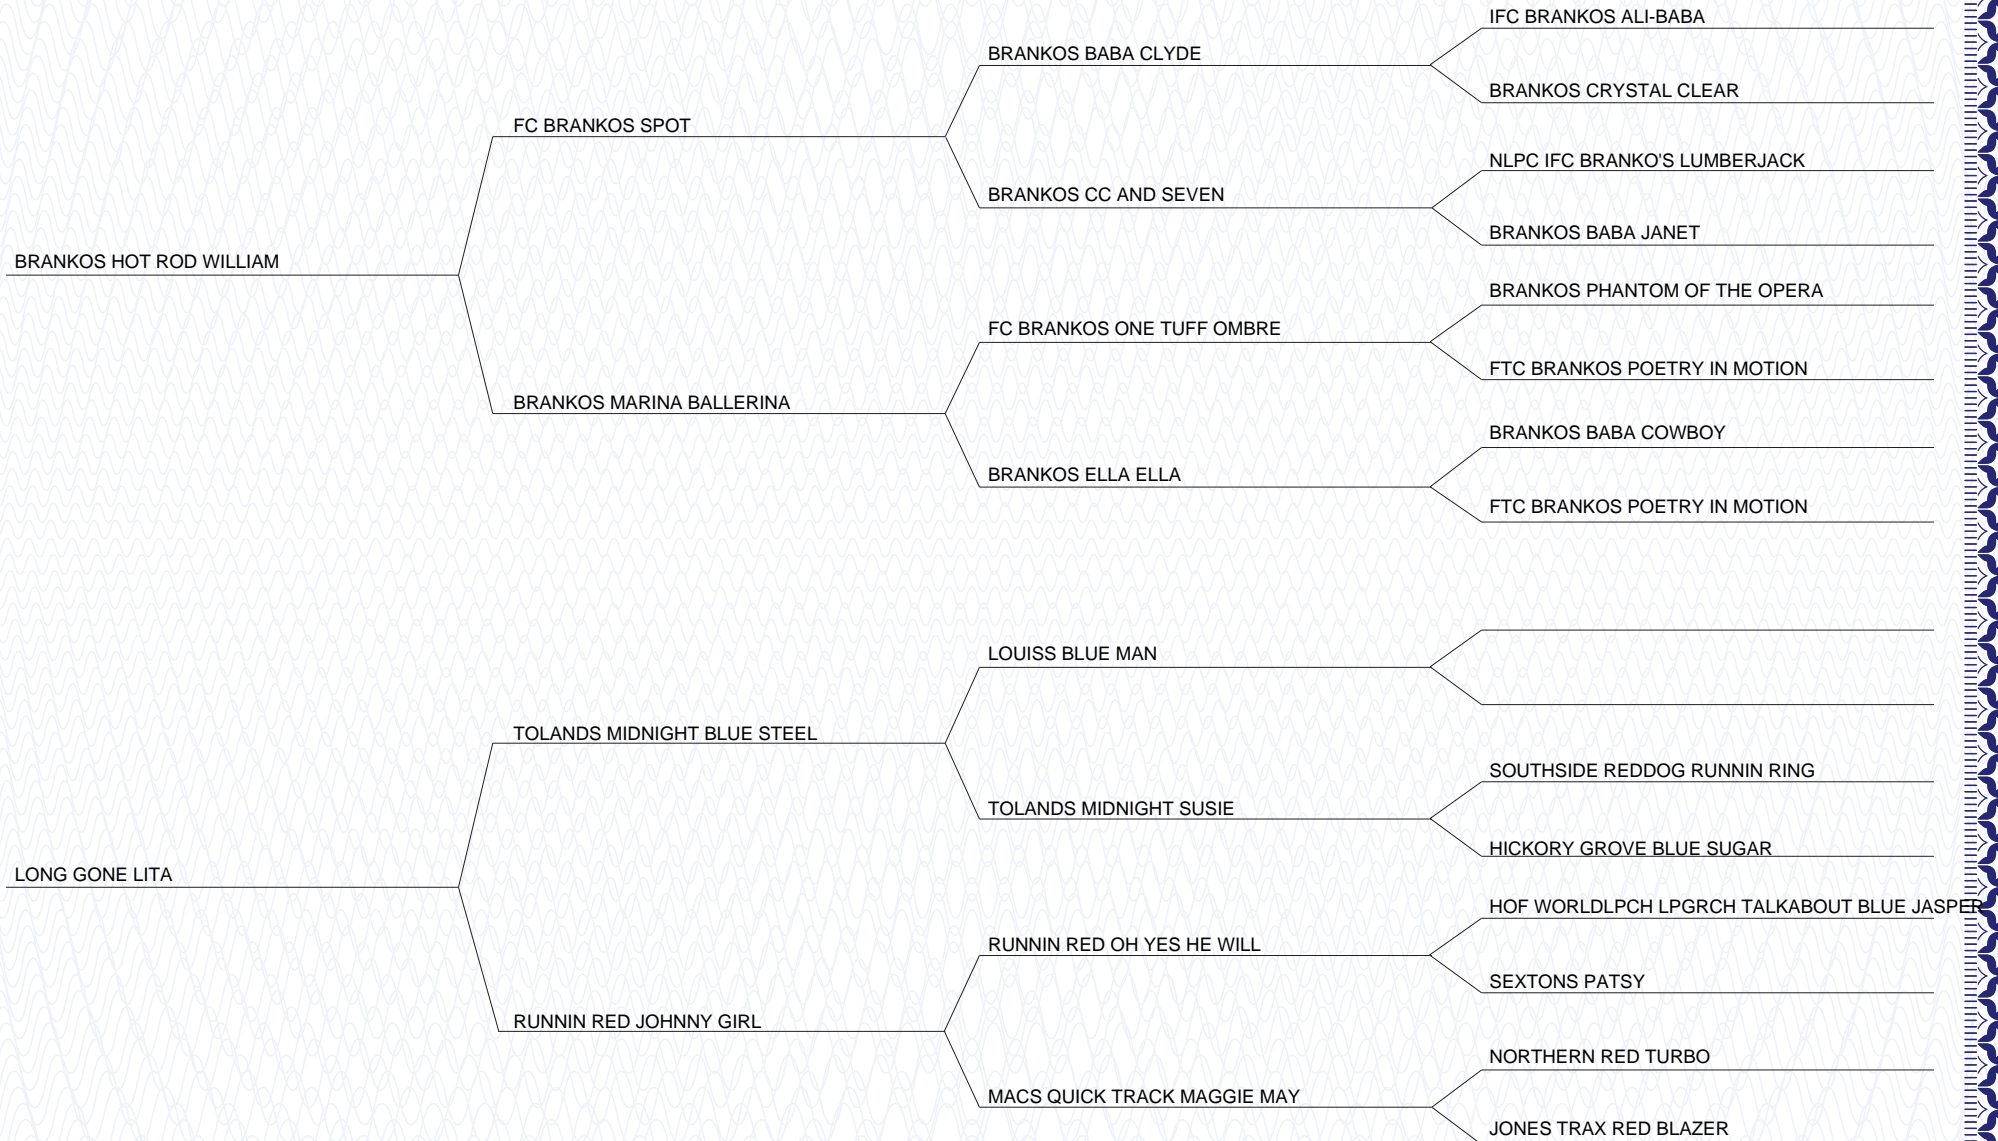 IFC BRANKOS ALI-BABA
BRANKOS BABA CLYDE
BRANKOS CRYSTAL CLEAR
FC BRANKOS SPOT
NLPC IFC BRANKO'S LUMBERJACK
BRANKOS CC AND SEVEN
BRANKOS BABA JANET
BRANKOS HOT ROD WILLIAM
BRANKOS PHANTOM OF THE OPERA
FC BRANKOS ONE TUFF OMBRE
FTC BRANKOS POETRY IN MOTION
BRANKOS MARINA BALLERINA
BRANKOS BABA COWBOY
BRANKOS ELLA ELLA
FTC BRANKOS POETRY IN MOTION
LOUISS BLUE MAN
TOLANDS MIDNIGHT BLUE STEEL
SOUTHSIDE REDDOG RUNNIN RING
TOLANDS MIDNIGHT SUSIE
HICKORY GROVE BLUE SUGAR
LONG GONE LITA
HOF WORLDLPCH LPGRCH TALKABOUT BLUE JASPER
RUNNIN RED OH YES HE WILL
SEXTONS PATSY
RUNNIN RED JOHNNY GIRL
NORTHERN RED TURBO
MACS QUICK TRACK MAGGIE MAY
JONES TRAX RED BLAZER